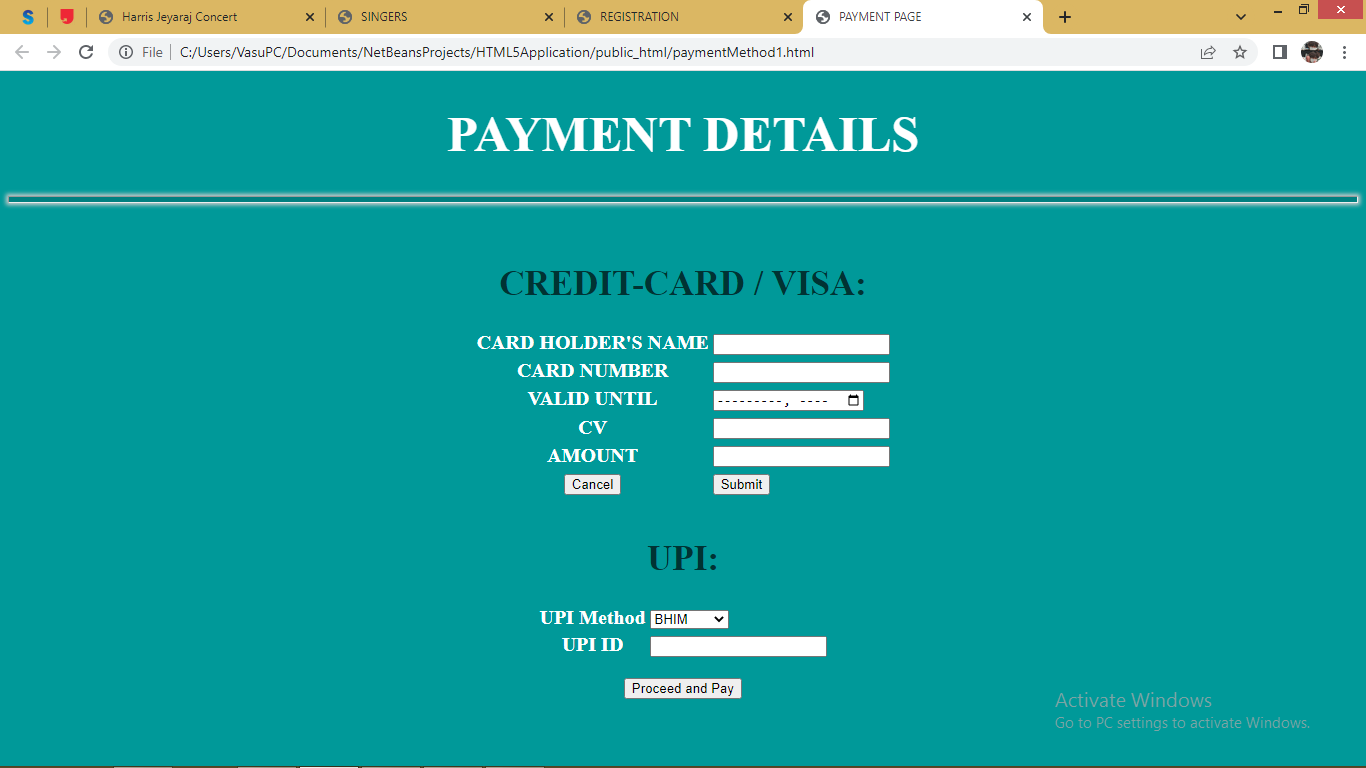 Harris Jeyaraj Concert
SINGERS
REGISTRATION
PAYMENT PAGE
File C:/Users/VasuPC/Documents/NetBeansProjects/HTML5Application/public_html/paymentMethod1.html
PAYMENT DETAILS
CREDIT-CARD / VISA:
CARD HOLDER'S NAME
CARD NUMBER
VALID UNTIL ---------, ----
CV
AMOUNT
Cancel Submit
UPI:
UPI Method BHIM
UPI ID
Proceed and Pay
Activate Windows
Go to PC settings to activate Windows.